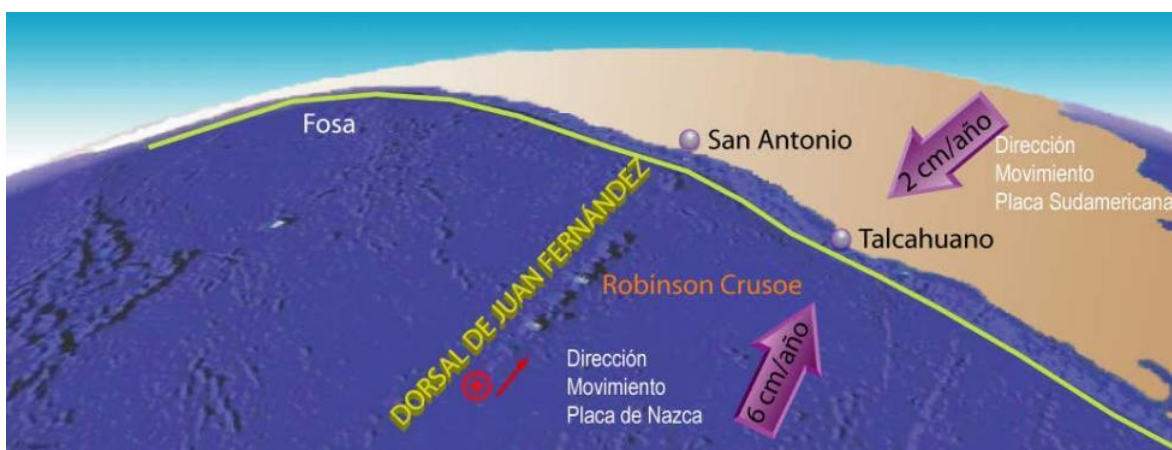 Fosa
San Antonio
2 cm/año
Dirección
Movimiento
Placa Sudamericana
DORSAL DE JUAN FERNÁNDEZ
Talcahuano
Robinson Crusoe
Dirección
Movimiento
Placa de Nazca
6 cm/año